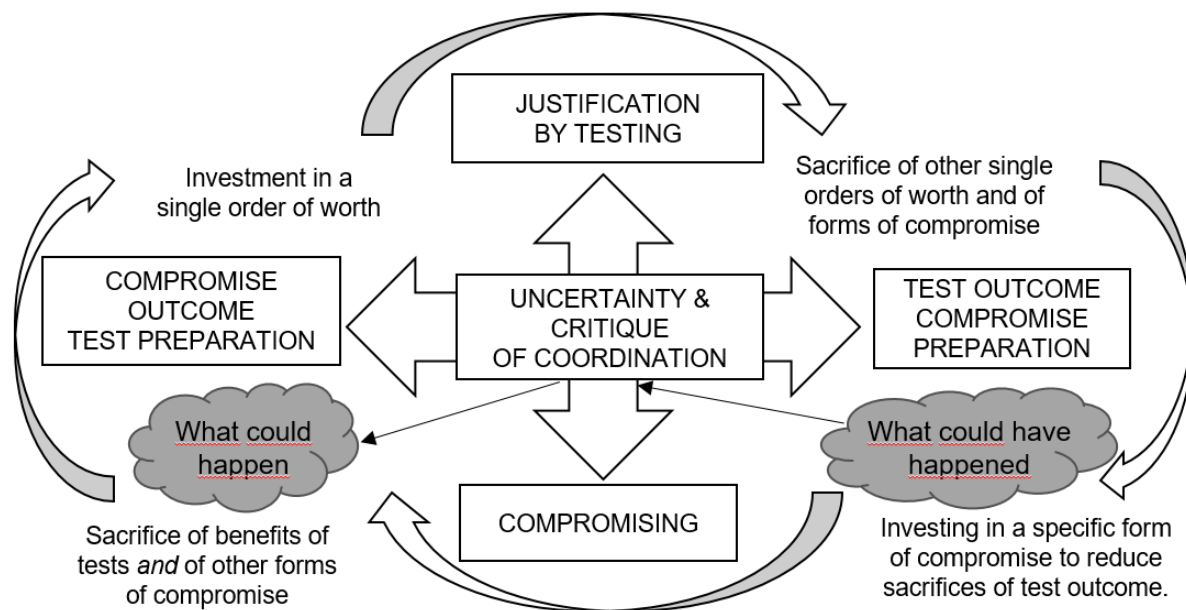 JUSTIFICATION
BY TESTING
Investment in a
single order of worth
Sacrifice of other single
orders of worth and of
forms of compromise
COMPROMISE
OUTCOME
TEST PREPARATION
UNCERTAINTY &
CRITIQUE
OF COORDINATION
TEST OUTCOME
COMPROMISE
PREPARATION
What could
happen
What could have
happened
COMPROMISING
Sacrifice of benefits of
tests and of other forms
of compromise
Investing in a specific form
of compromise to reduce
sacrifices of test outcome.